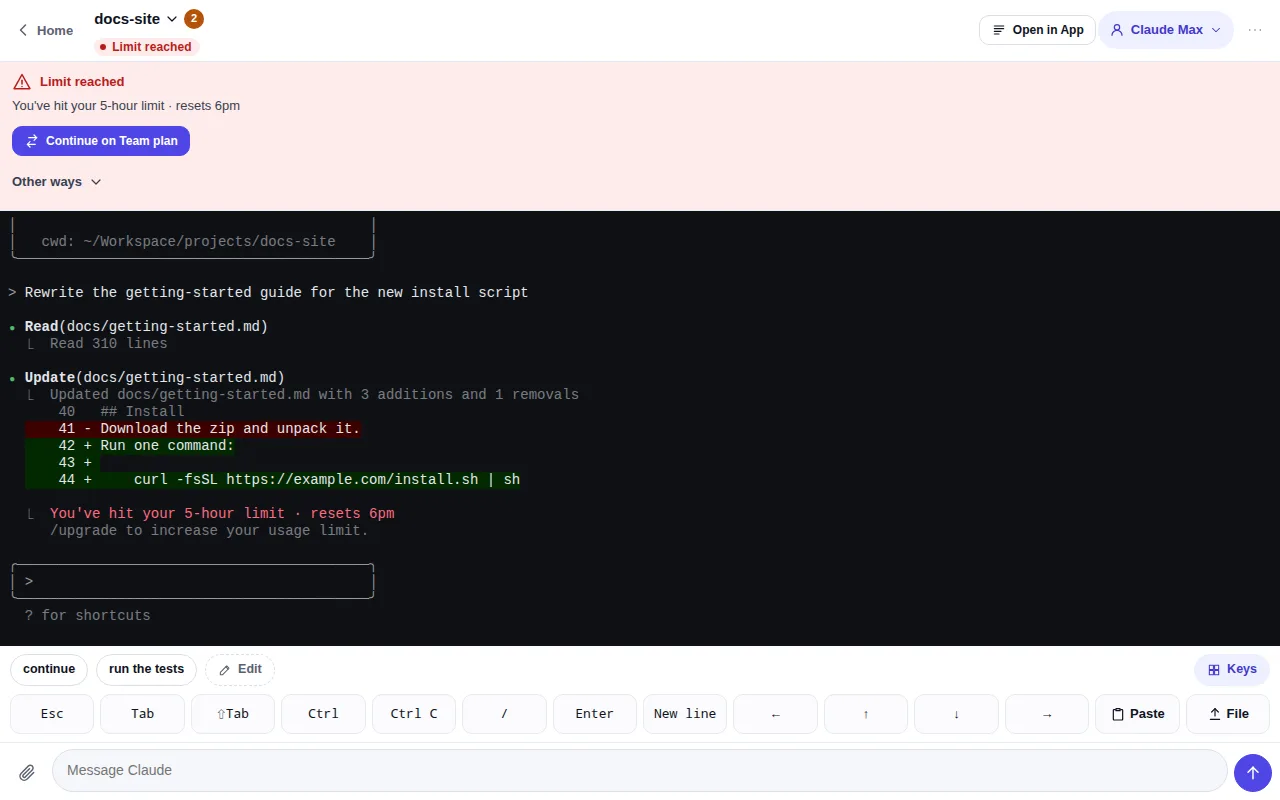 Home
docs-site
2
Limit reached
Open in App
Claude Max
Limit reached
You've hit your 5-hour limit · resets 6pm
Continue on Team plan
Other ways
cwd: ~/Workspace/projects/docs-site
> Rewrite the getting-started guide for the new install script
● Read(docs/getting-started.md)
⎿ Read 310 lines
● Update(docs/getting-started.md)
⎿ Updated docs/getting-started.md with 3 additions and 1 removals
40 ## Install
41 - Download the zip and unpack it.
42 + Run one command:
43 +
44 + curl -fsSL https://example.com/install.sh | sh
⎿ You've hit your 5-hour limit · resets 6pm
/upgrade to increase your usage limit.
>
? for shortcuts
continue
run the tests
Edit
Keys
Esc
Tab
⇧Tab
Ctrl
Ctrl C
/
Enter
New line
←
↑
↓
→
Paste
File
Message Claude